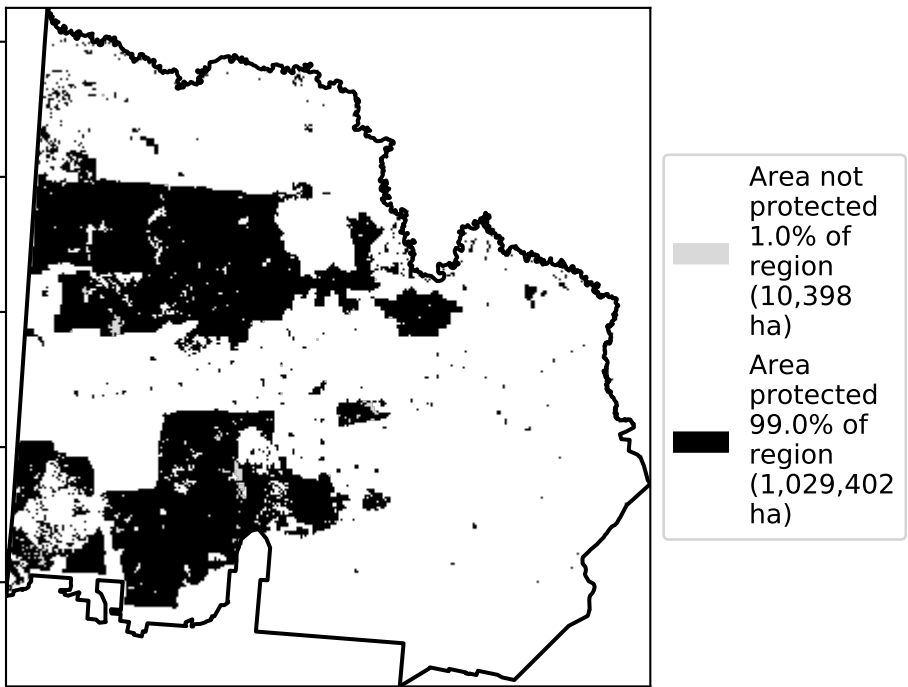 Area not
protected
1.0% of
region
(10,398
ha)
Area
protected
99.0% of
region
(1,029,402
ha)